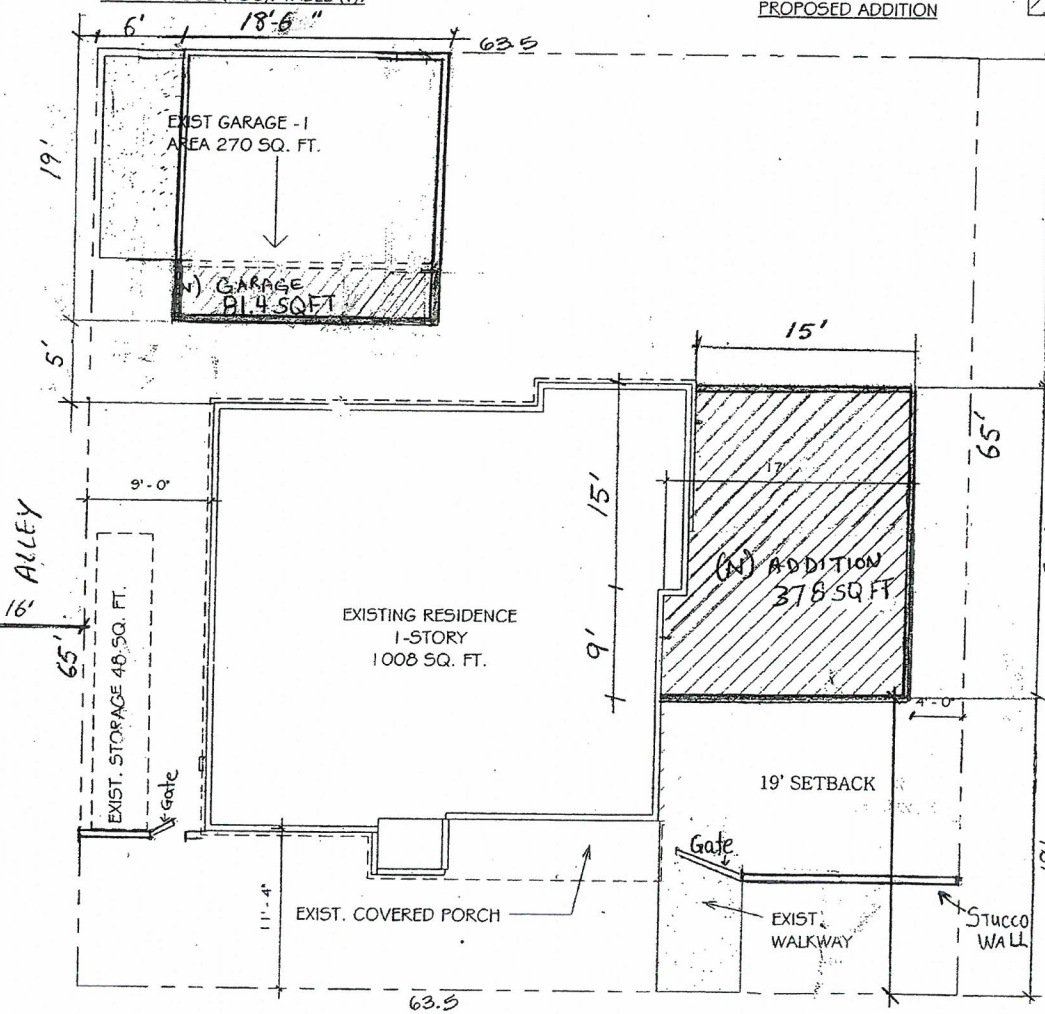 PROPOSED ADDITION
6'
18'-6"
63.5
19'
EXIST GARAGE - 1
AREA 270 SQ. FT.
N) GARAGE
81.4 SQFT
5'
15'
65'
9'-0"
17'
15'
(N) ADDITION
378 SQ FT
ALLEY
16'
65'
EXIST. STORAGE 48 SQ. FT.
EXISTING RESIDENCE
1-STORY
1008 SQ. FT.
9'
4'-0"
19' SETBACK
Gate
Gate
11'-4"
EXIST. COVERED PORCH
EXIST.
WALKWAY
STUCCO
WALL
63.5